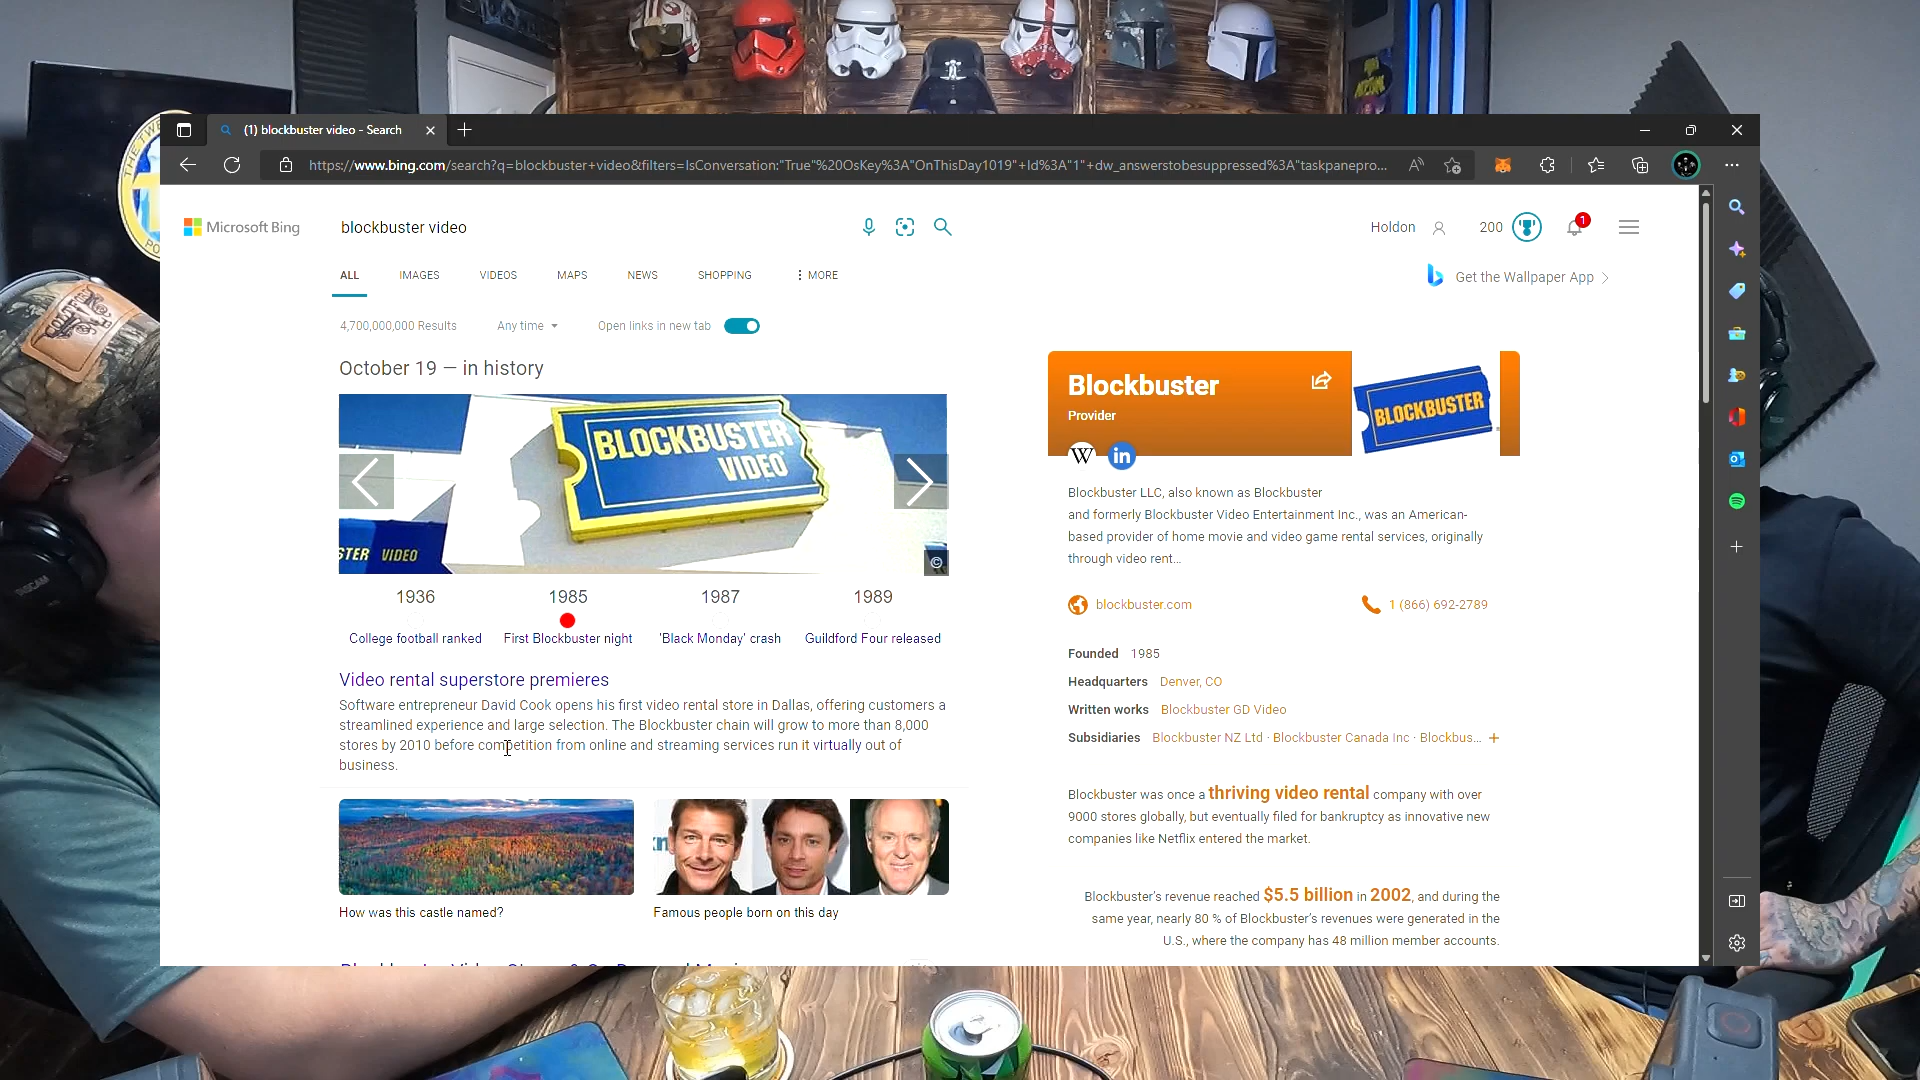 (1) blockbuster video - Search
https://www.bing.com/search?q=blockbuster+video&filters=IsConversation:"True"%20OsKey%3A"OnThisDay1019"+Id%3A"1"+dw_answerstobesuppressed%3A"taskpanepro...
Microsoft Bing
blockbuster video
Holdon
200
1
ALL
IMAGES
VIDEOS
MAPS
NEWS
SHOPPING
MORE
Get the Wallpaper App
4,700,000,000 Results
Any time
Open links in new tab
October 19 — in history
BLOCKBUSTER
VIDEO
STER VIDEO
©
1936
1985
1987
1989
College football ranked
First Blockbuster night
'Black Monday' crash
Guildford Four released
Video rental superstore premieres
Software entrepreneur David Cook opens his first video rental store in Dallas, offering customers a
streamlined experience and large selection. The Blockbuster chain will grow to more than 8,000
stores by 2010 before competition from online and streaming services run it virtually out of
business.
How was this castle named?
Famous people born on this day
Blockbuster
Provider
BLOCKBUSTER
W
in
Blockbuster LLC, also known as Blockbuster
and formerly Blockbuster Video Entertainment Inc., was an American-
based provider of home movie and video game rental services, originally
through video rent...
blockbuster.com
1 (866) 692-2789
Founded 1985
Headquarters Denver, CO
Written works Blockbuster GD Video
Subsidiaries Blockbuster NZ Ltd · Blockbuster Canada Inc · Blockbus...
Blockbuster was once a thriving video rental company with over
9000 stores globally, but eventually filed for bankruptcy as innovative new
companies like Netflix entered the market.
Blockbuster's revenue reached $5.5 billion in 2002, and during the
same year, nearly 80 % of Blockbuster's revenues were generated in the
U.S., where the company has 48 million member accounts.